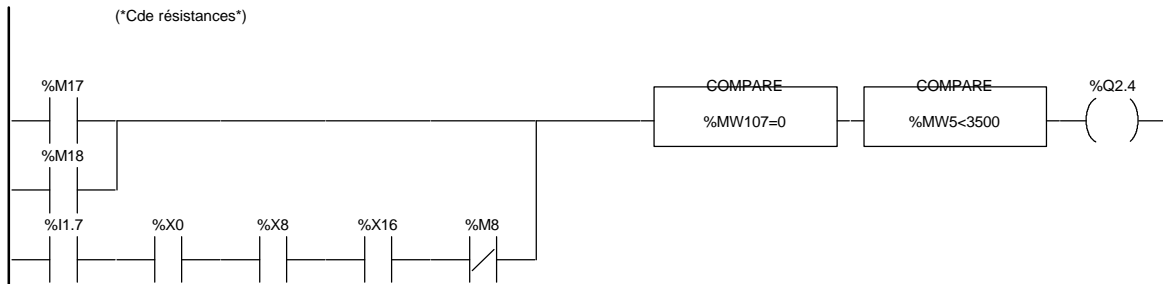 (*Cde résistances*)
%M17 COMPARE COMPARE %Q2.4
%MW107=0 %MW5<3500
%M18
%I1.7 %X0 %X8 %X16 %M8